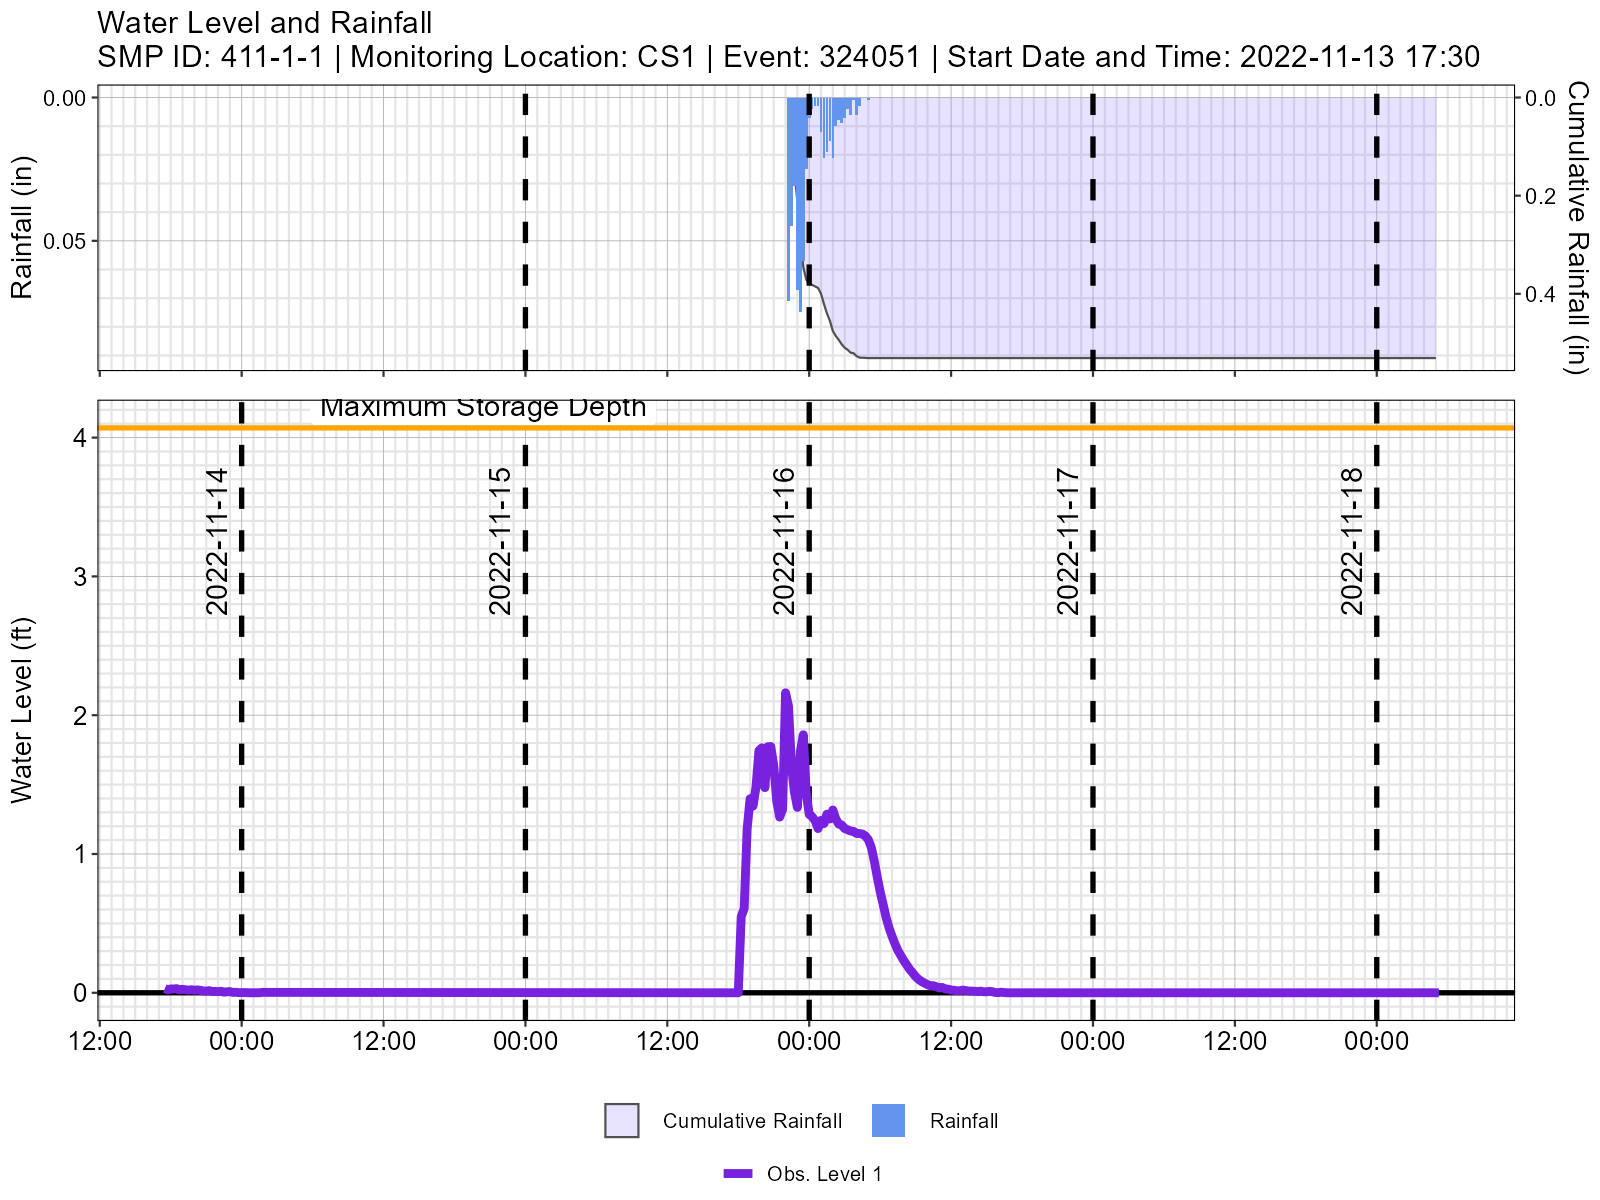 Water Level and Rainfall
SMP ID: 411-1-1 | Monitoring Location: CS1 | Event: 324051 | Start Date and Time: 2022-11-13 17:30
Rainfall (in)
0.00
0.05
0.0
0.2
0.4
Cumulative Rainfall (in)
Maximum Storage Depth
Water Level (ft)
4
3
2
1
0
2022-11-14
2022-11-15
2022-11-16
2022-11-17
2022-11-18
12:00 00:00 12:00 00:00 12:00 00:00 12:00 00:00 12:00 00:00
Cumulative Rainfall Rainfall
Obs. Level 1